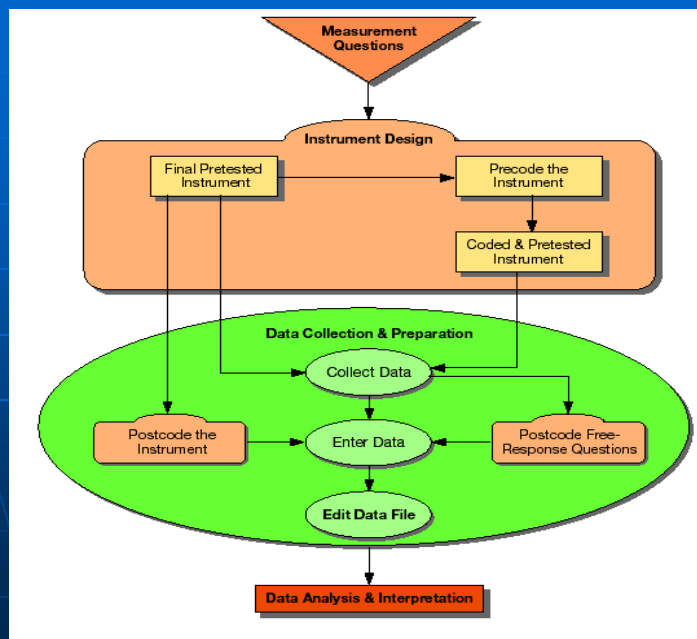 Measurement
Questions
Instrument Design
Final Pretested
Instrument
Precode the
Instrument
Coded & Pretested
Instrument
Data Collection & Preparation
Collect Data
Postcode the
Instrument
Enter Data
Postcode Free-
Response Questions
Edit Data File
Data Analysis & Interpretation